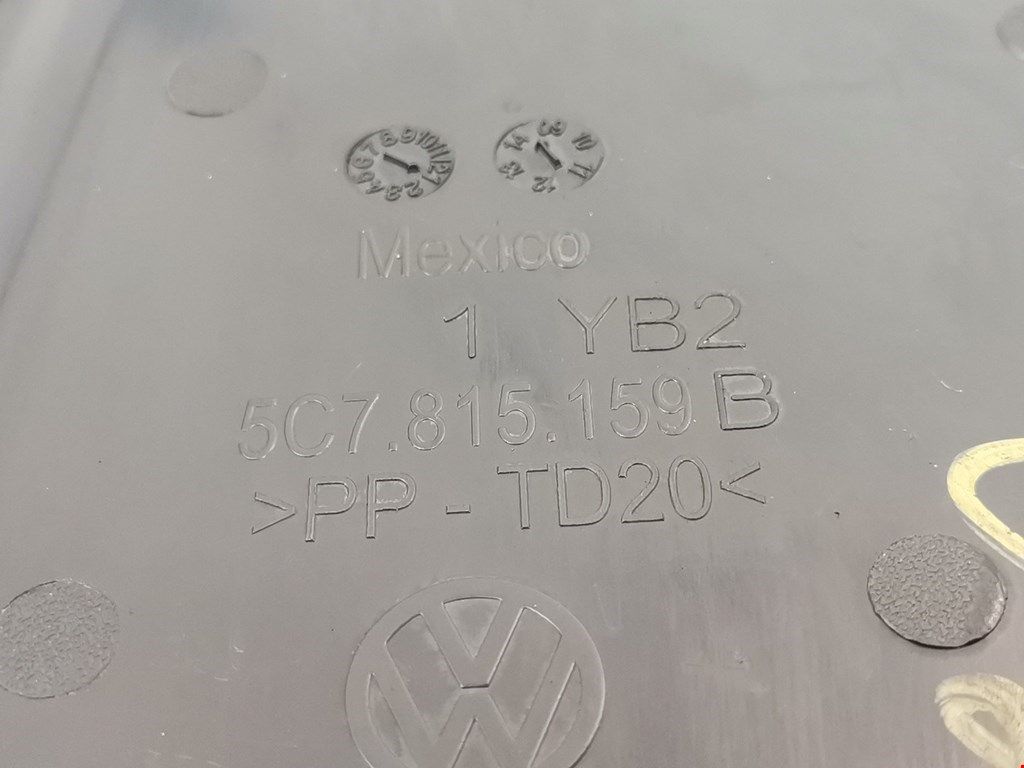 Mexico
1 YB2
5C7.815.159 B
>PP - TD20<